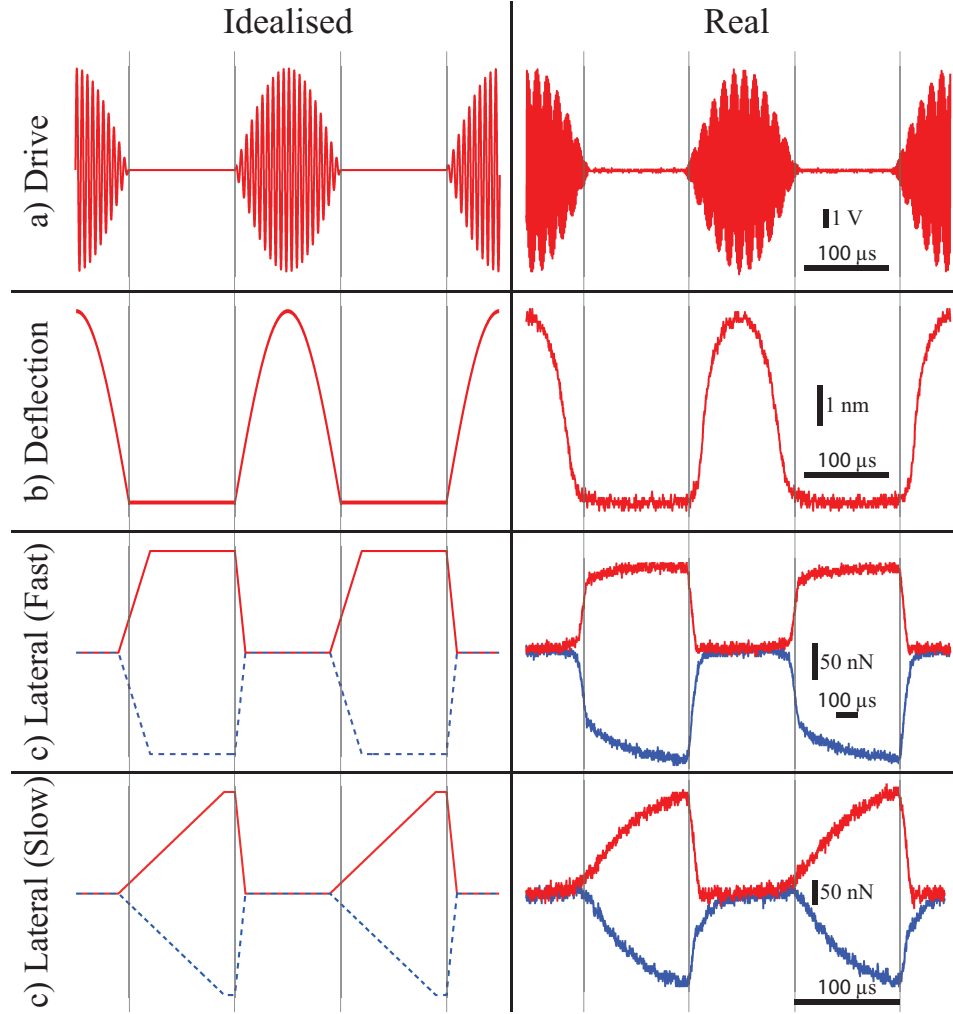 Idealised
Real
a) Drive
1 V
100 µs
b) Deflection
1 nm
100 µs
c) Lateral (Fast)
50 nN
100 µs
c) Lateral (Slow)
50 nN
100 µs